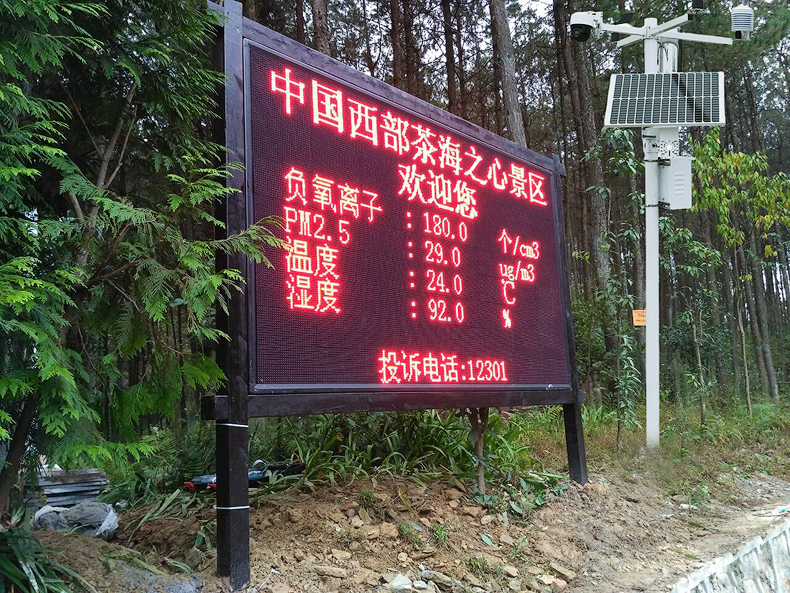 中国西部茶海之心景区
欢迎您
负氧离子 : 180.0 个/cm3
PM2.5 : 29.0 ug/m3
温度 : 24.0 ℃
湿度 : 92.0 %
投诉电话:12301